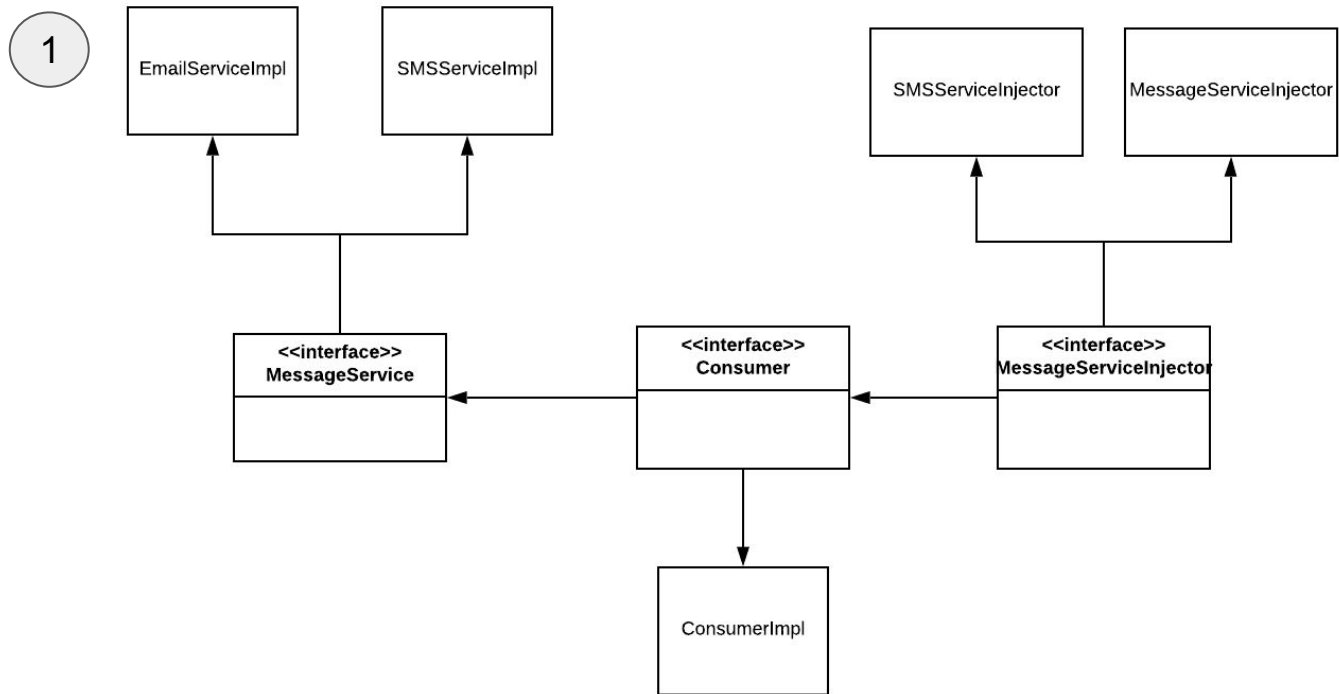 1
EmailServiceImpl
SMSServiceImpl
SMSServiceInjector
MessageServiceInjector
<<interface>>
MessageService
<<interface>>
Consumer
<<interface>>
MessageServiceInjector
ConsumerImpl